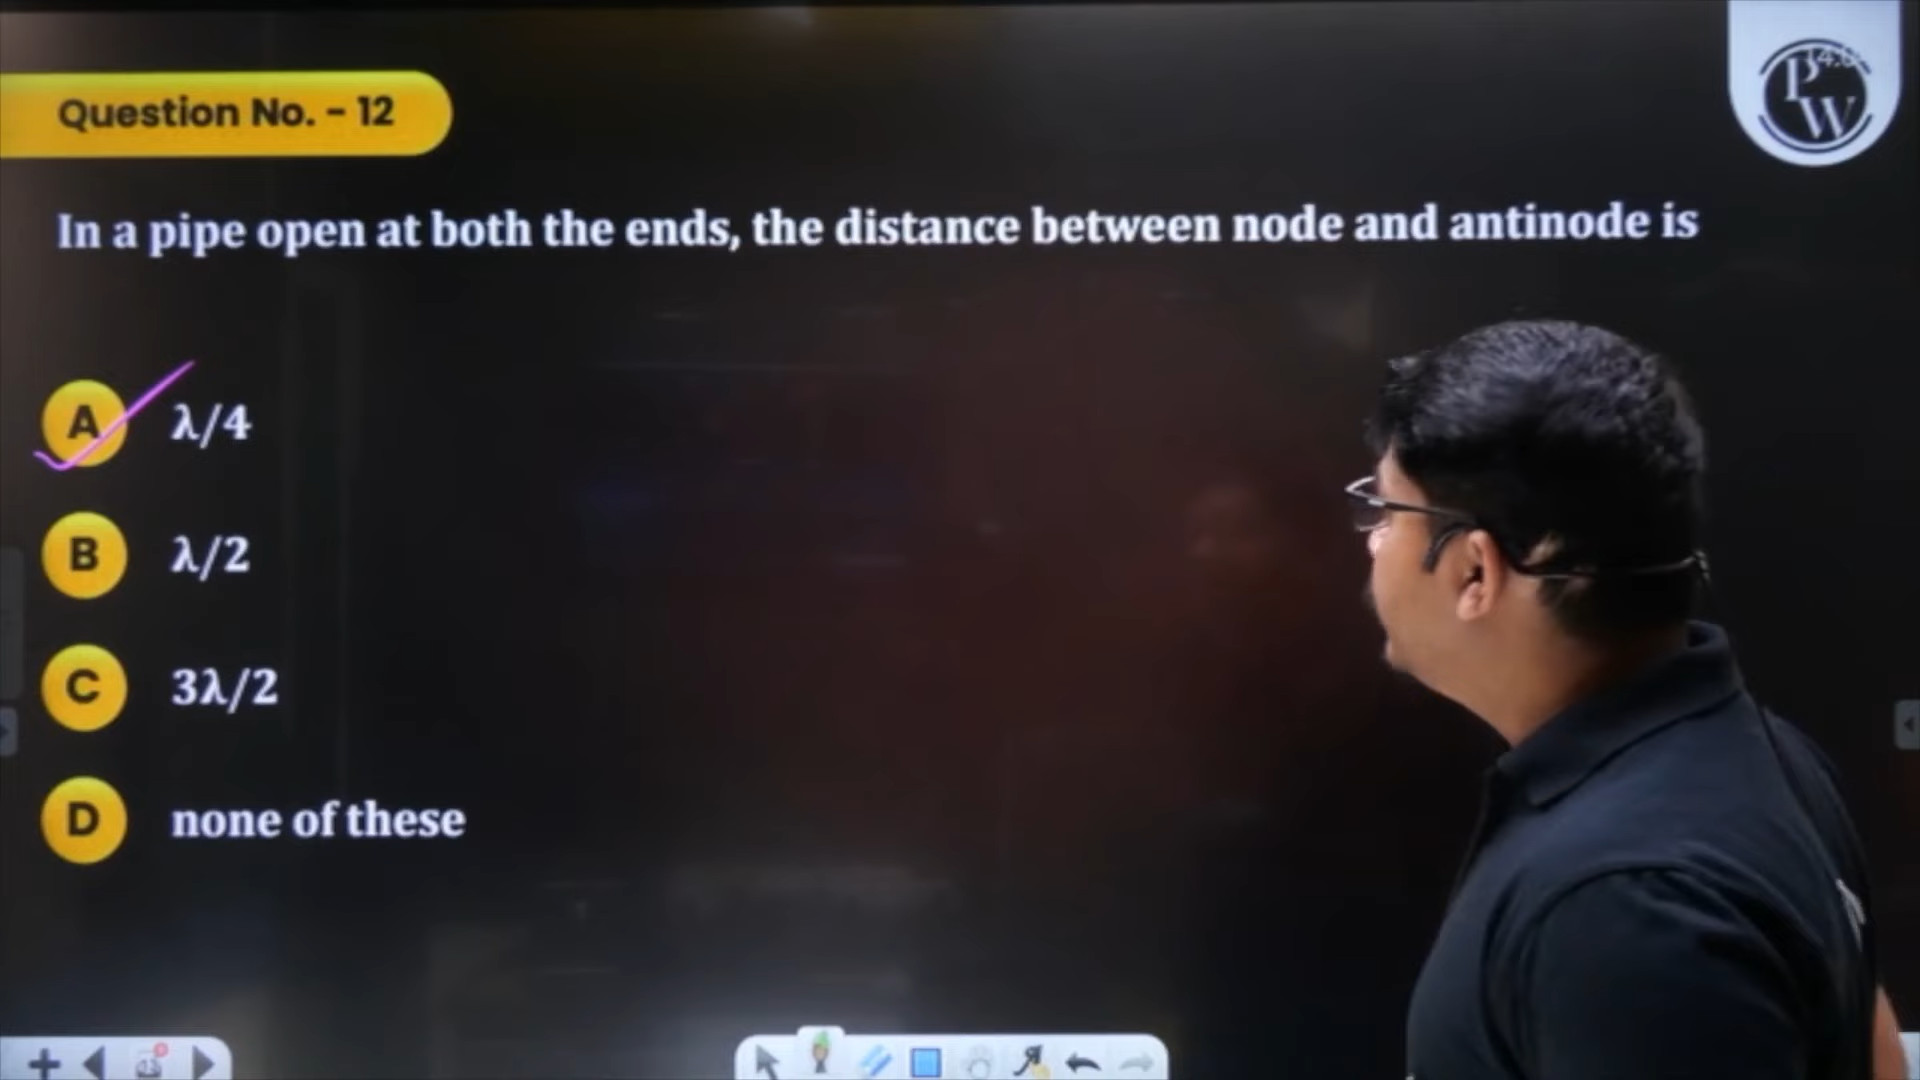 Question No. - 12
PW
In a pipe open at both the ends, the distance between node and antinode is
A λ/4
B λ/2
C 3λ/2
D none of these